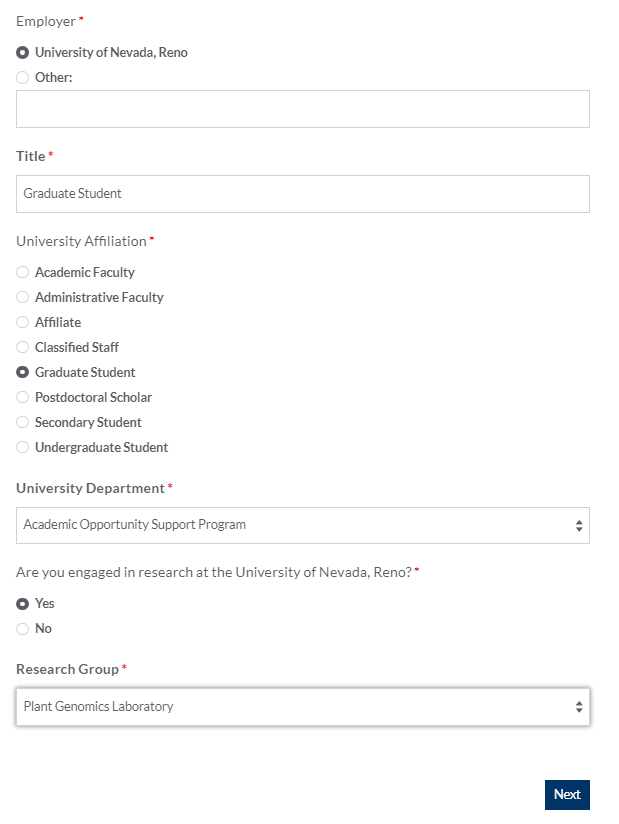 Employer *
University of Nevada, Reno
Other:
Title *
Graduate Student
University Affiliation *
Academic Faculty
Administrative Faculty
Affiliate
Classified Staff
Graduate Student
Postdoctoral Scholar
Secondary Student
Undergraduate Student
University Department *
Academic Opportunity Support Program
Are you engaged in research at the University of Nevada, Reno? *
Yes
No
Research Group *
Plant Genomics Laboratory
Next